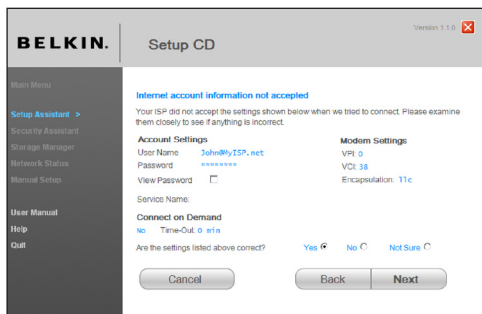 Version 1.1.0
BELKIN.
Setup CD
Main Menu
Setup Assistant >
Security Assistant
Storage Manager
Network Status
Manual Setup
User Manual
Help
Quit
Internet account information not accepted
Your ISP did not accept the settings shown below when we tried to connect. Please examine
them closely to see if anything is incorrect.
Account Settings
User Name John@MyISP.net
Password ********
View Password
Service Name:
Connect on Demand
No Time-Out: 0 min
Modem Settings
VPI: 0
VCI: 38
Encapsulation: llc
Are the settings listed above correct? Yes No Not Sure
Cancel
Back
Next